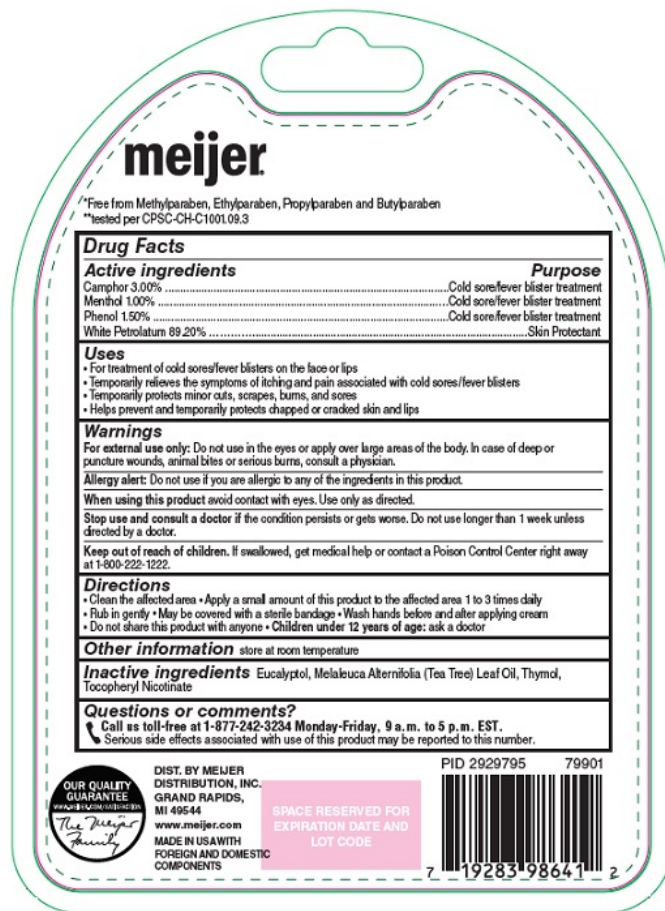 meijer®
*Free from Methylparaben, Ethylparaben, Propylparaben and Butylparaben
**tested per CPSC-CH-C1001.09.3
Drug Facts
Active ingredients Purpose
Camphor 3.00% ........ Cold sore/fever blister treatment
Menthol 1.00% ........ Cold sore/fever blister treatment
Phenol 1.50% ........ Cold sore/fever blister treatment
White Petrolatum 89.20% ........ Skin Protectant
Uses
• For treatment of cold sores/fever blisters on the face or lips
• Temporarily relieves the symptoms of itching and pain associated with cold sores/fever blisters
• Temporarily protects minor cuts, scrapes, burns, and sores
• Helps prevent and temporarily protects chapped or cracked skin and lips
Warnings
For external use only: Do not use in the eyes or apply over large areas of the body. In case of deep or
puncture wounds, animal bites or serious burns, consult a physician.
Allergy alert: Do not use if you are allergic to any of the ingredients in this product.
When using this product avoid contact with eyes. Use only as directed.
Stop use and consult a doctor if the condition persists or gets worse. Do not use longer than 1 week unless
directed by a doctor.
Keep out of reach of children. If swallowed, get medical help or contact a Poison Control Center right away
at 1-800-222-1222.
Directions
• Clean the affected area • Apply a small amount of this product to the affected area 1 to 3 times daily
• Rub in gently • May be covered with a sterile bandage • Wash hands before and after applying cream
• Do not share this product with anyone • Children under 12 years of age: ask a doctor
Other information store at room temperature
Inactive ingredients Eucalyptol, Melaleuca Alternifolia (Tea Tree) Leaf Oil, Thymol,
Tocopheryl Nicotinate
Questions or comments?
Call us toll-free at 1-877-242-3234 Monday-Friday, 9 a.m. to 5 p.m. EST.
Serious side effects associated with use of this product may be reported to this number.
OUR QUALITY
GUARANTEE
WWW.MEIJER.COM/SATISFACTION
The Meijer
Family
DIST. BY MEIJER
DISTRIBUTION, INC.
GRAND RAPIDS,
MI 49544
www.meijer.com
MADE IN USA WITH
FOREIGN AND DOMESTIC
COMPONENTS
SPACE RESERVED FOR
EXPIRATION DATE AND
LOT CODE
PID 2929795 79901
7 19283 98641 2